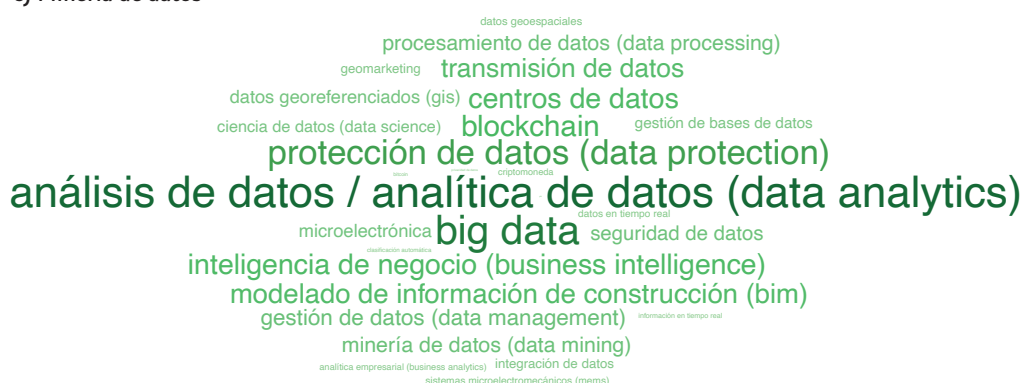 datos geoespaciales
procesamiento de datos (data processing)
geomarketing transmisión de datos
datos georeferenciados (gis) centros de datos
ciencia de datos (data science) blockchain gestión de bases de datos
protección de datos (data protection)
criptomoneda
análisis de datos / analítica de datos (data analytics)
datos en tiempo real
microelectrónica big data seguridad de datos
clasificación automática
inteligencia de negocio (business intelligence)
modelado de información de construcción (bim)
gestión de datos (data management) información en tiempo real
minería de datos (data mining)
analítica empresarial (business analytics) integración de datos
sistemas microelectromecánicos (mems)